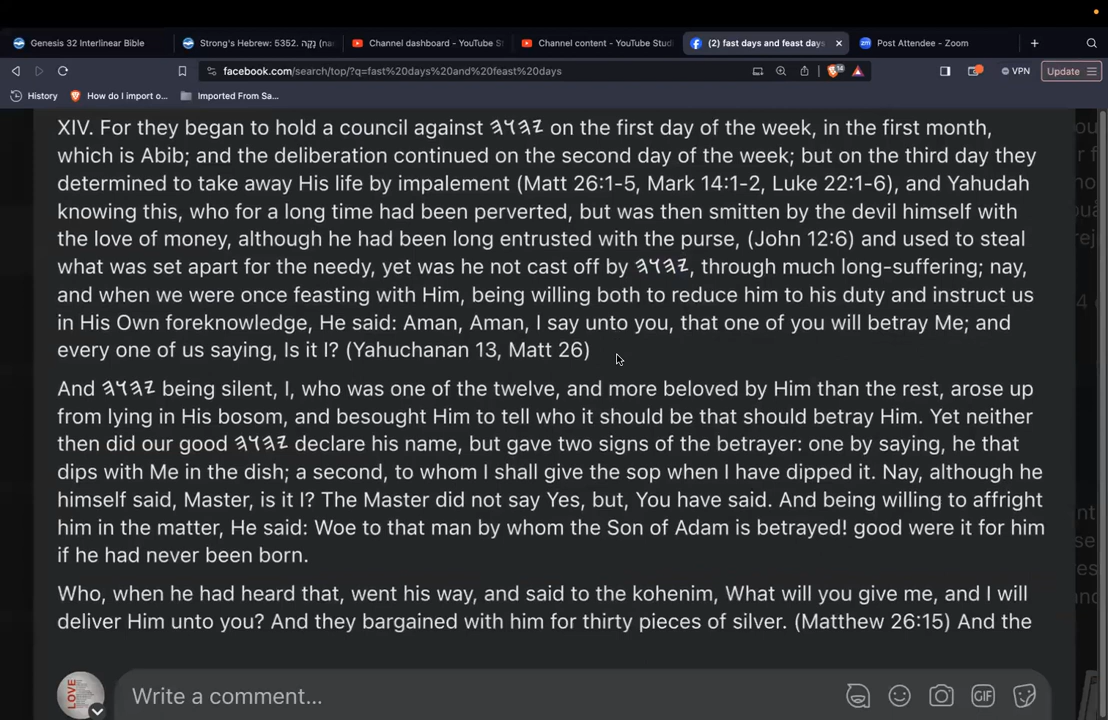 Genesis 32 Interlinear Bible
Strong's Hebrew: 5352. נָקָה (na
Channel dashboard - YouTube S
Channel content - YouTube Studi
(2) fast days and feast days
Post Attendee - Zoom
facebook.com/search/top/?q=fast%20days%20and%20feast%20days
VPN
Update
History
How do I import o...
Imported From Sa...
XIV. For they began to hold a council against 𐤉𐤄𐤅𐤄 on the first day of the week, in the first month,
which is Abib; and the deliberation continued on the second day of the week; but on the third day they
determined to take away His life by impalement (Matt 26:1-5, Mark 14:1-2, Luke 22:1-6), and Yahudah
knowing this, who for a long time had been perverted, but was then smitten by the devil himself with
the love of money, although he had been long entrusted with the purse, (John 12:6) and used to steal
what was set apart for the needy, yet was he not cast off by 𐤉𐤄𐤅𐤄, through much long-suffering; nay,
and when we were once feasting with Him, being willing both to reduce him to his duty and instruct us
in His Own foreknowledge, He said: Aman, Aman, I say unto you, that one of you will betray Me; and
every one of us saying, Is it I? (Yahuchanan 13, Matt 26)
And 𐤉𐤄𐤅𐤄 being silent, I, who was one of the twelve, and more beloved by Him than the rest, arose up
from lying in His bosom, and besought Him to tell who it should be that should betray Him. Yet neither
then did our good 𐤉𐤄𐤅𐤄 declare his name, but gave two signs of the betrayer: one by saying, he that
dips with Me in the dish; a second, to whom I shall give the sop when I have dipped it. Nay, although he
himself said, Master, is it I? The Master did not say Yes, but, You have said. And being willing to affright
him in the matter, He said: Woe to that man by whom the Son of Adam is betrayed! good were it for him
if he had never been born.
Who, when he had heard that, went his way, and said to the kohenim, What will you give me, and I will
deliver Him unto you? And they bargained with him for thirty pieces of silver. (Matthew 26:15) And the
LOVE
Write a comment...
GIF